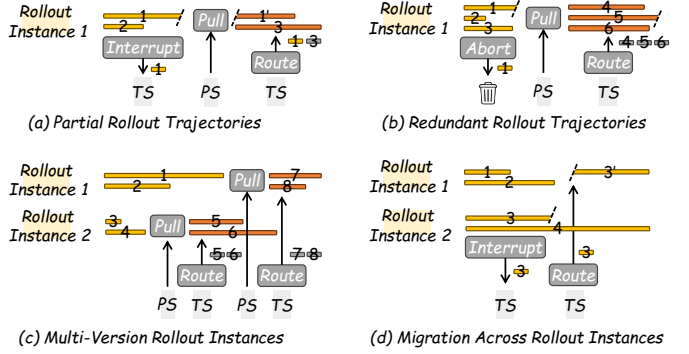 Rollout
Instance 1
1
2
Interrupt
1
TS
Pull
PS
1'
3
1 3
Route
TS
(a) Partial Rollout Trajectories
Rollout
Instance 1
1
2
3
Abort
1
Pull
PS
4
5
6
4 5 6
Route
TS
(b) Redundant Rollout Trajectories
Rollout
Instance 1
1
2
Pull
7
8
Rollout
Instance 2
3
4
Pull
5
6
5 6
7 8
Route
Route
PS TS PS TS
(c) Multi-Version Rollout Instances
Rollout
Instance 1
1
2
3'
Rollout
Instance 2
3
4
Interrupt
3
3
Route
TS TS
(d) Migration Across Rollout Instances